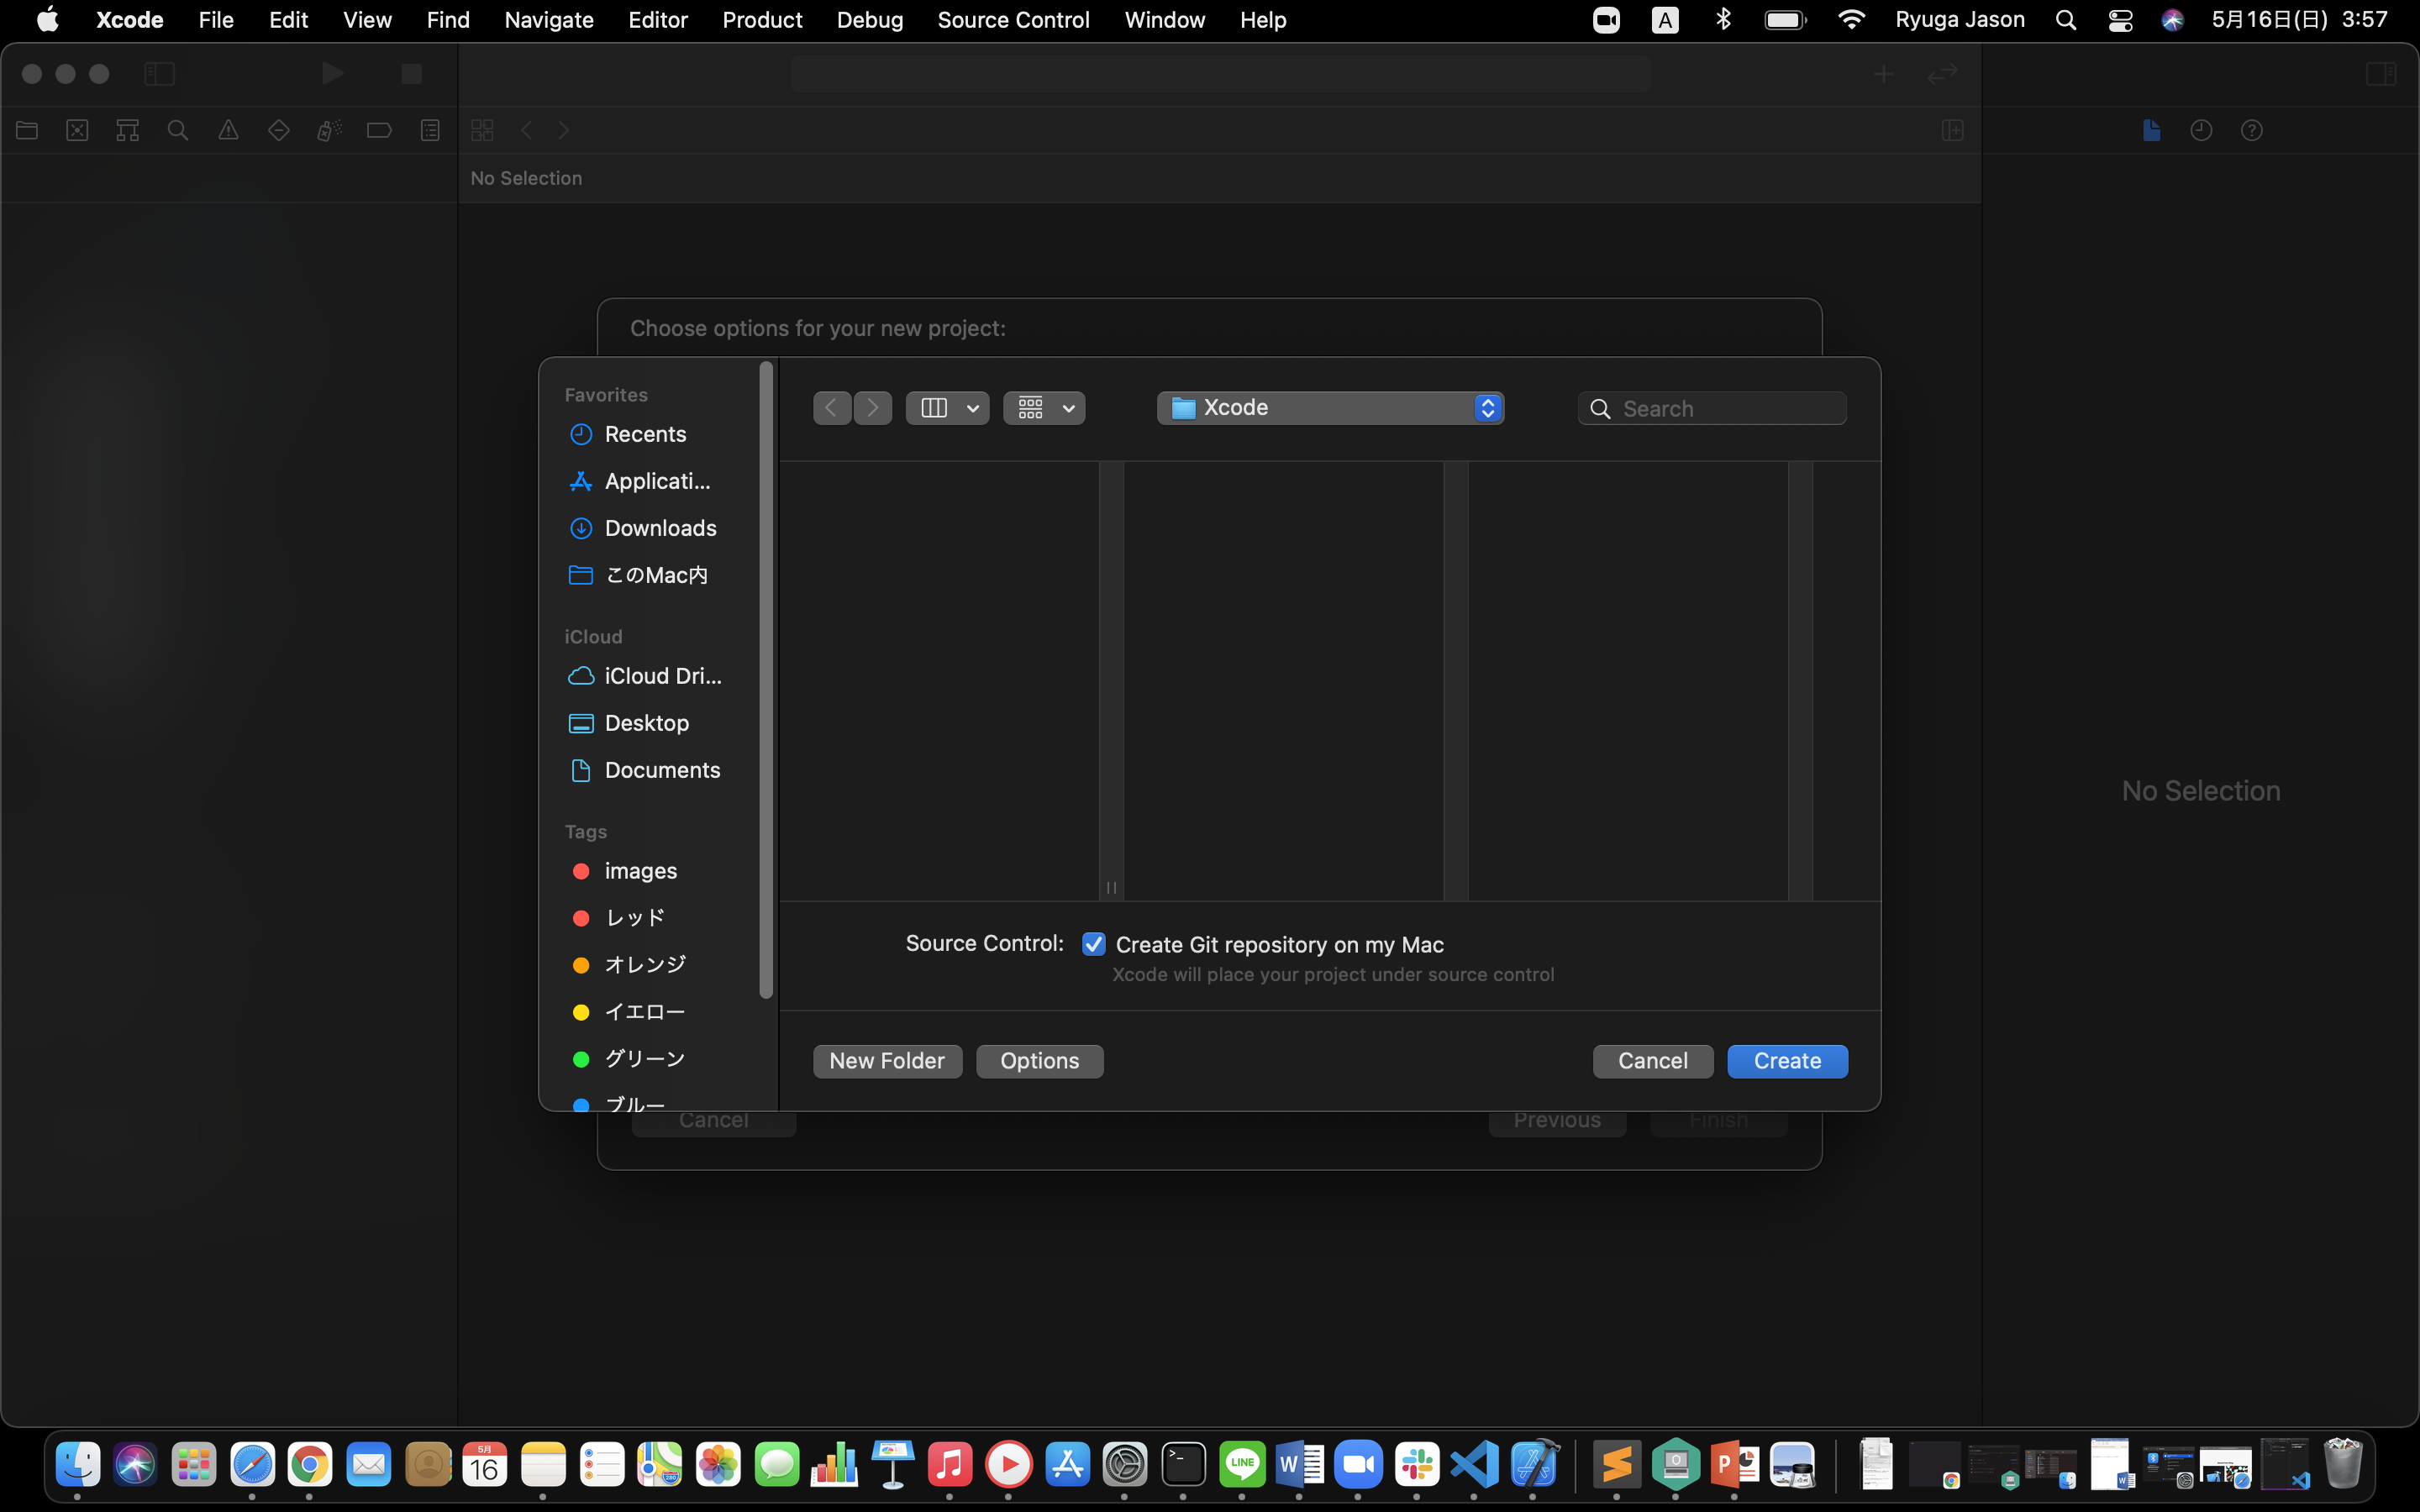 Xcode File Edit View Find Navigate Editor Product Debug Source Control Window Help A Ryuga Jason 5月16日(日) 3:57
No Selection
Choose options for your new project:
Favorites
Recents
Applicati...
Downloads
このMac内
iCloud
iCloud Dri...
Desktop
Documents
Tags
images
レッド
オレンジ
イエロー
グリーン
ブルー
Xcode
Search
Source Control: Create Git repository on my Mac
Xcode will place your project under source control
New Folder Options Cancel Create
Cancel Previous Finish
No Selection
5月
16
LINE
W
P